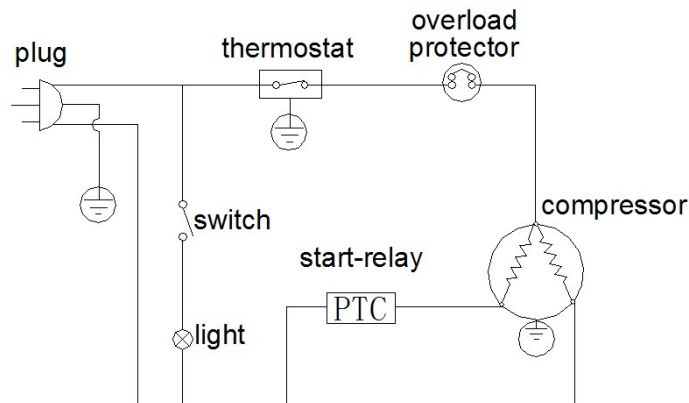 overload
protector
thermostat
plug
compressor
switch
start-relay
PTC
light